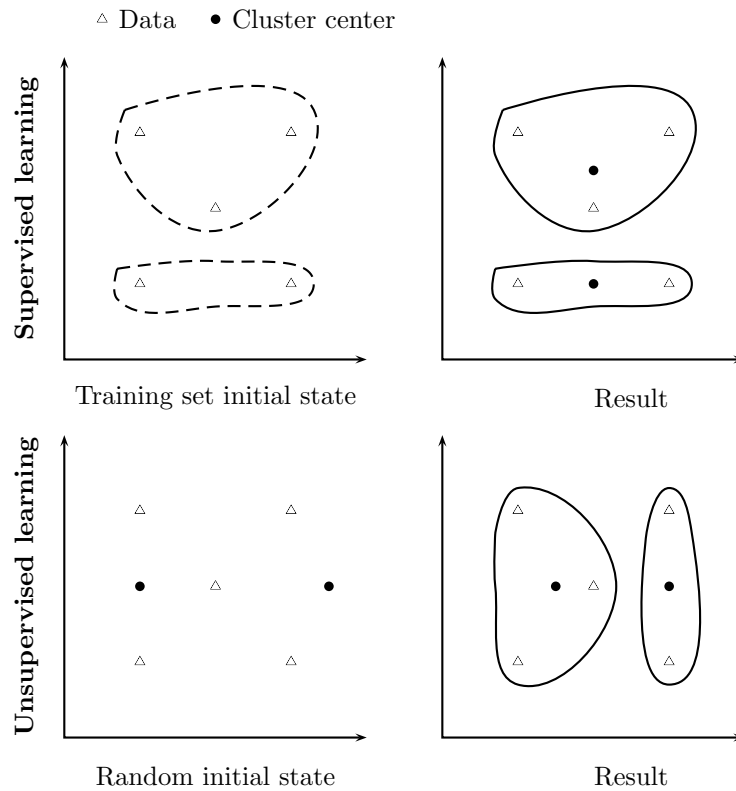 Data
Cluster center
Supervised learning
Training set initial state
Result
Unsupervised learning
Random initial state
Result